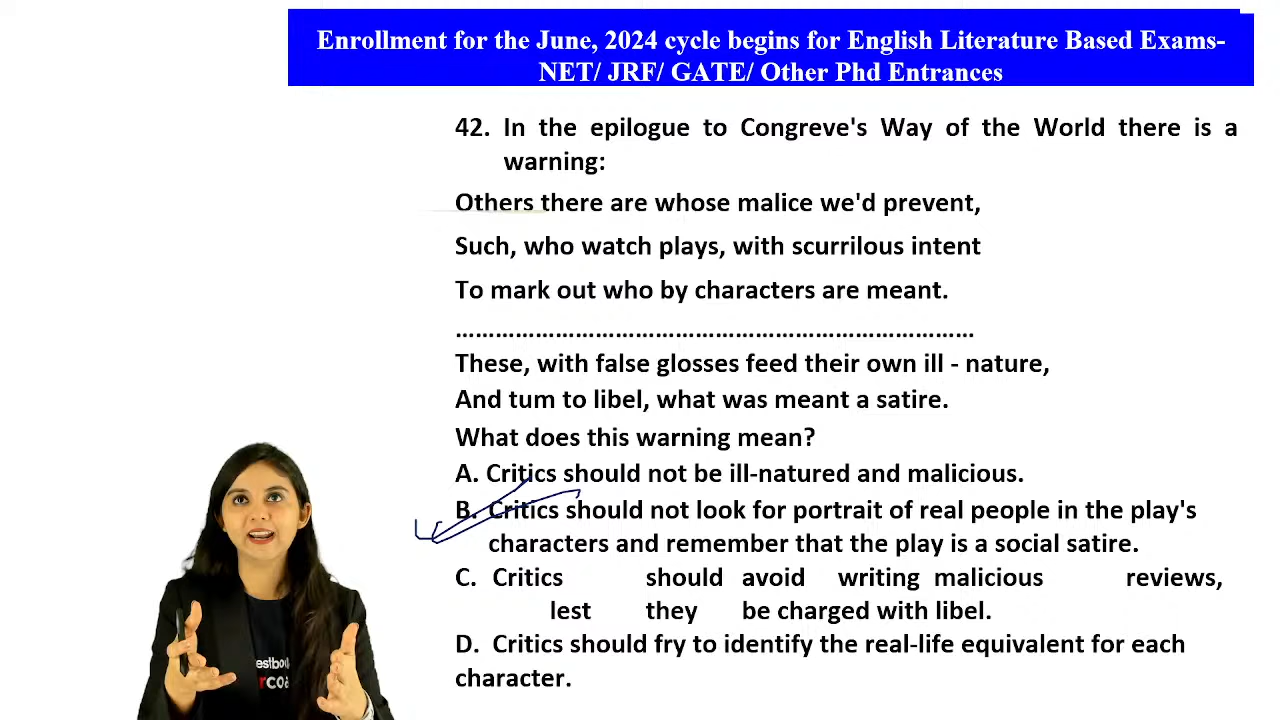 Enrollment for the June, 2024 cycle begins for English Literature Based Exams-
NET/ JRF/ GATE/ Other Phd Entrances
42. In the epilogue to Congreve's Way of the World there is a
warning:
Others there are whose malice we'd prevent,
Such, who watch plays, with scurrilous intent
To mark out who by characters are meant.
……………………………………………………………………
These, with false glosses feed their own ill - nature,
And tum to libel, what was meant a satire.
What does this warning mean?
A. Critics should not be ill-natured and malicious.
B. Critics should not look for portrait of real people in the play's
characters and remember that the play is a social satire.
C. Critics should avoid writing malicious reviews,
lest they be charged with libel.
D. Critics should fry to identify the real-life equivalent for each
character.